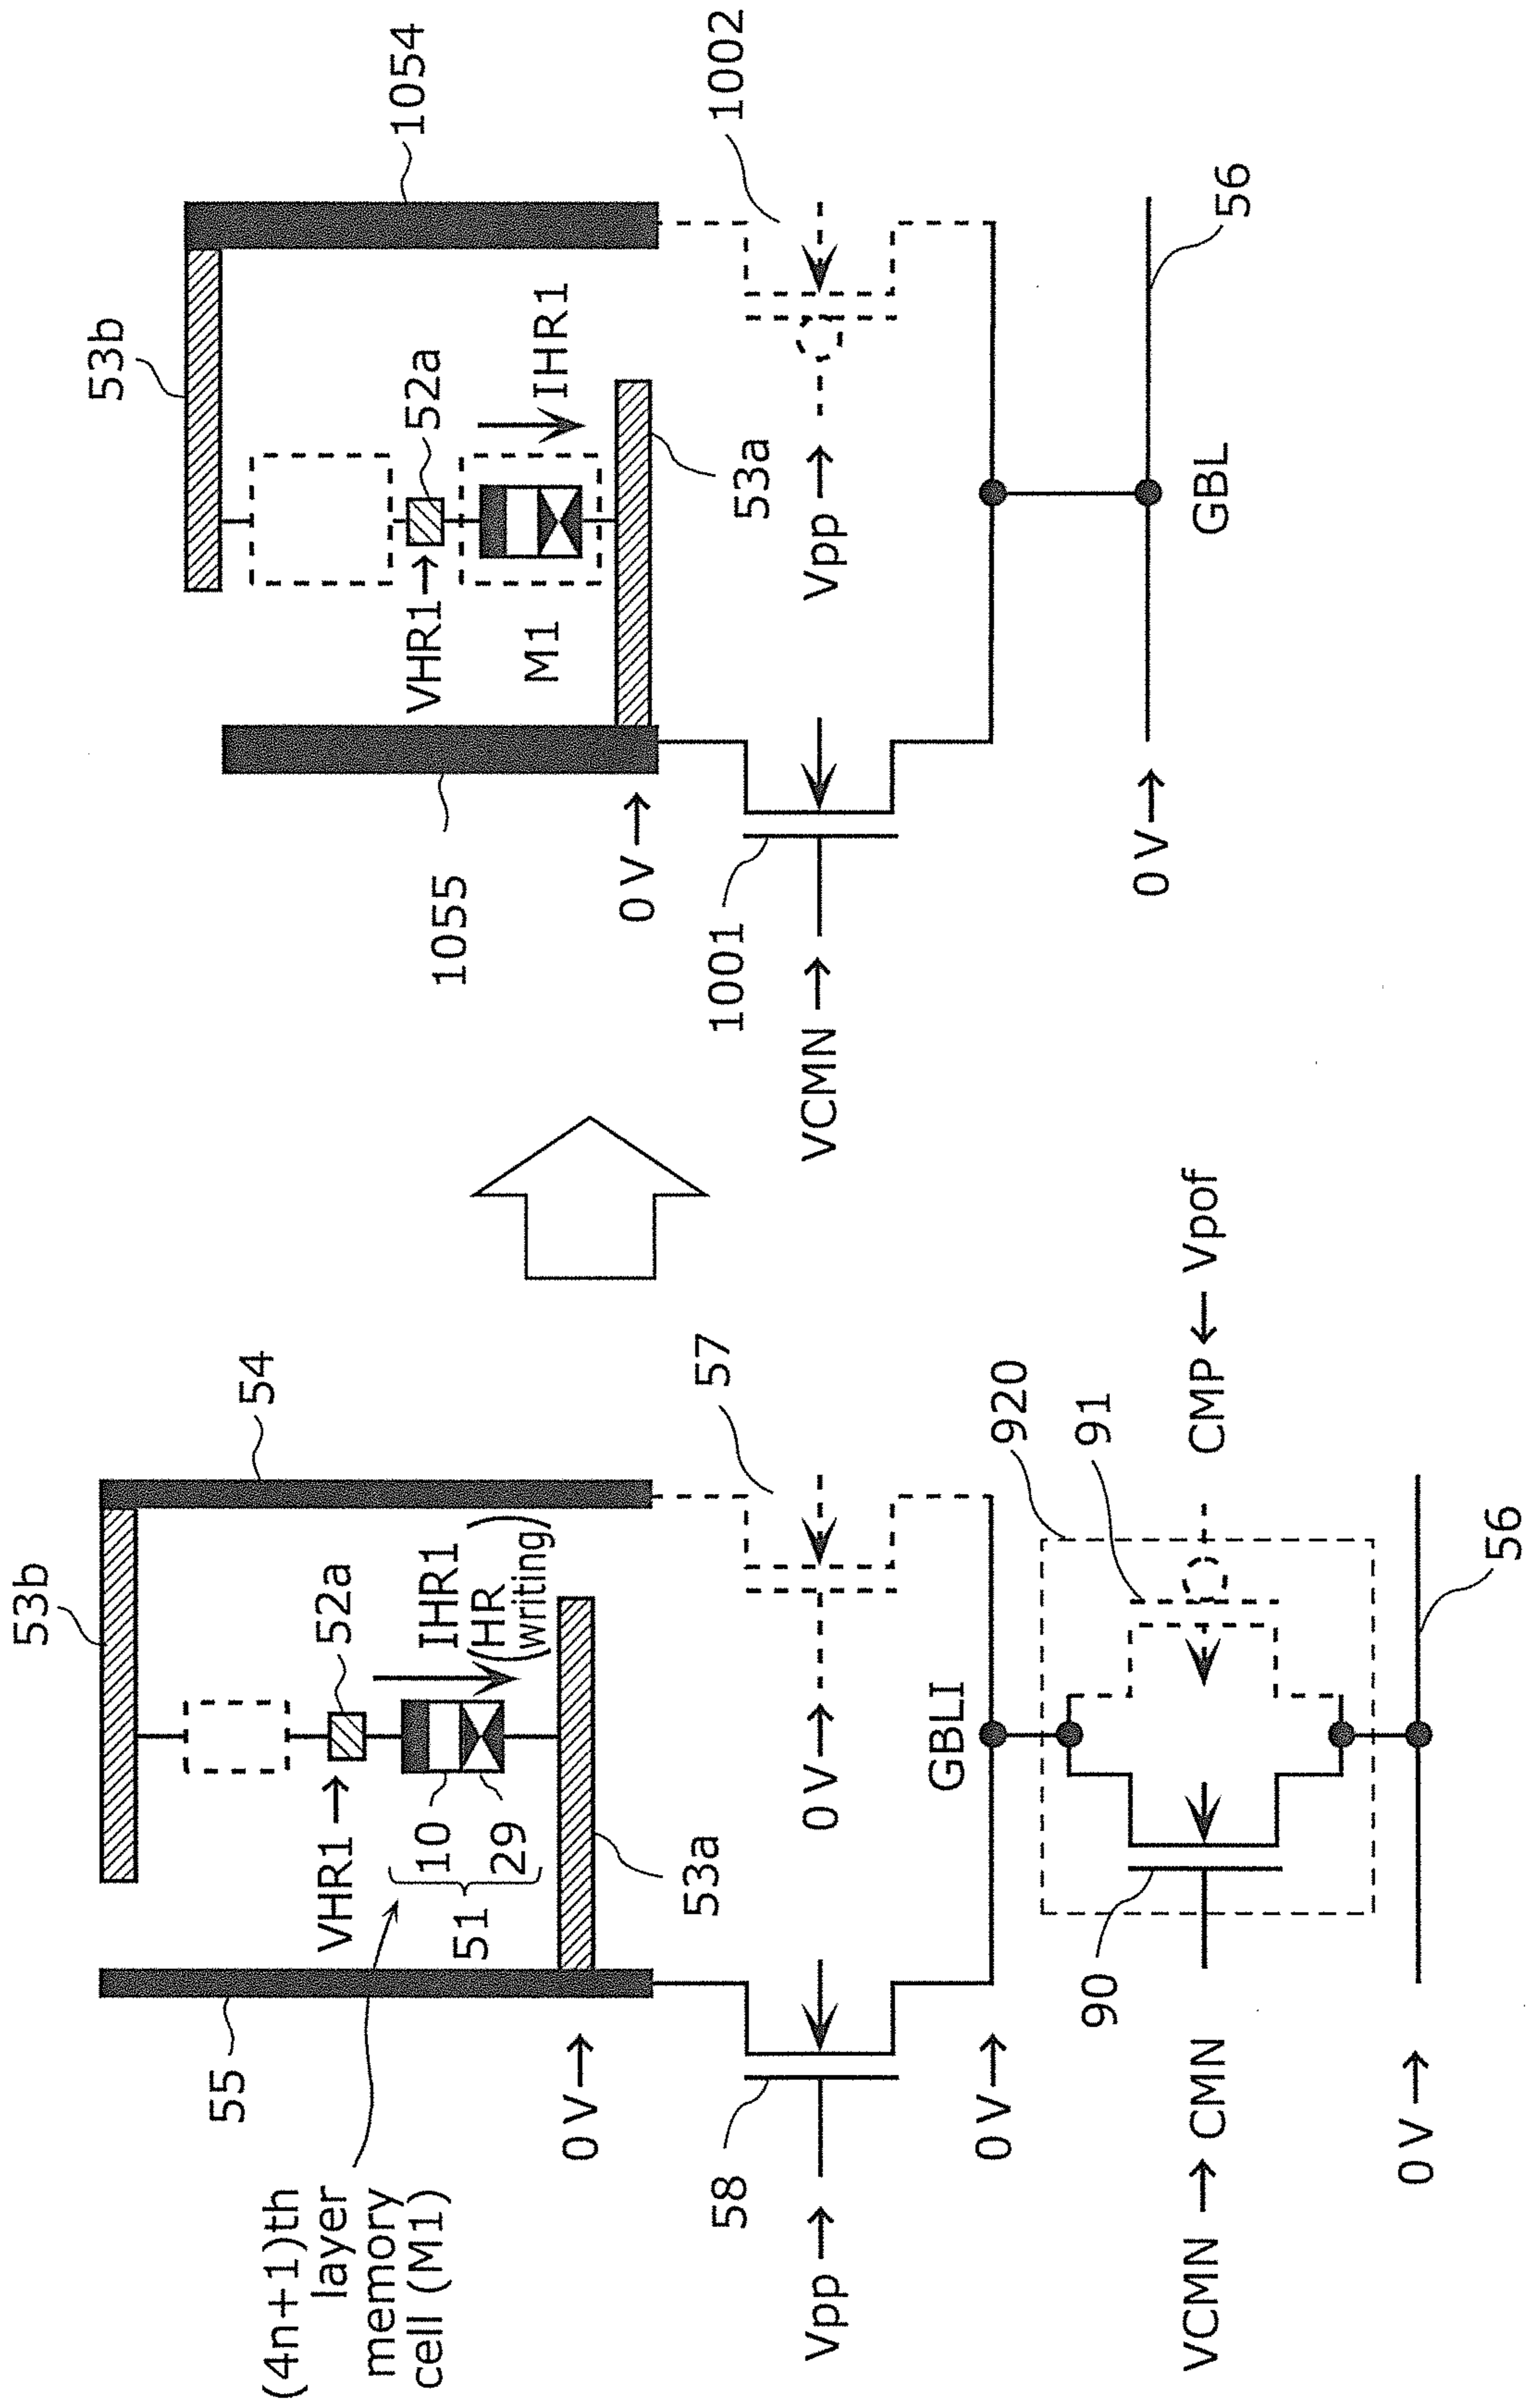 53b
54
55
VHR1
52a
IHR1
(HR
writing)
10
29
51
(4n+1)th
layer
memory
cell (M1)
0 V
53a
57
58
Vpp
0 V
GBLI
0 V
920
91
90
VCMN
CMN
CMP
Vpof
0 V
56
53b
1054
1055
VHR1
52a
IHR1
M1
0 V
53a
1002
1001
VCMN
Vpp
GBL
0 V
56